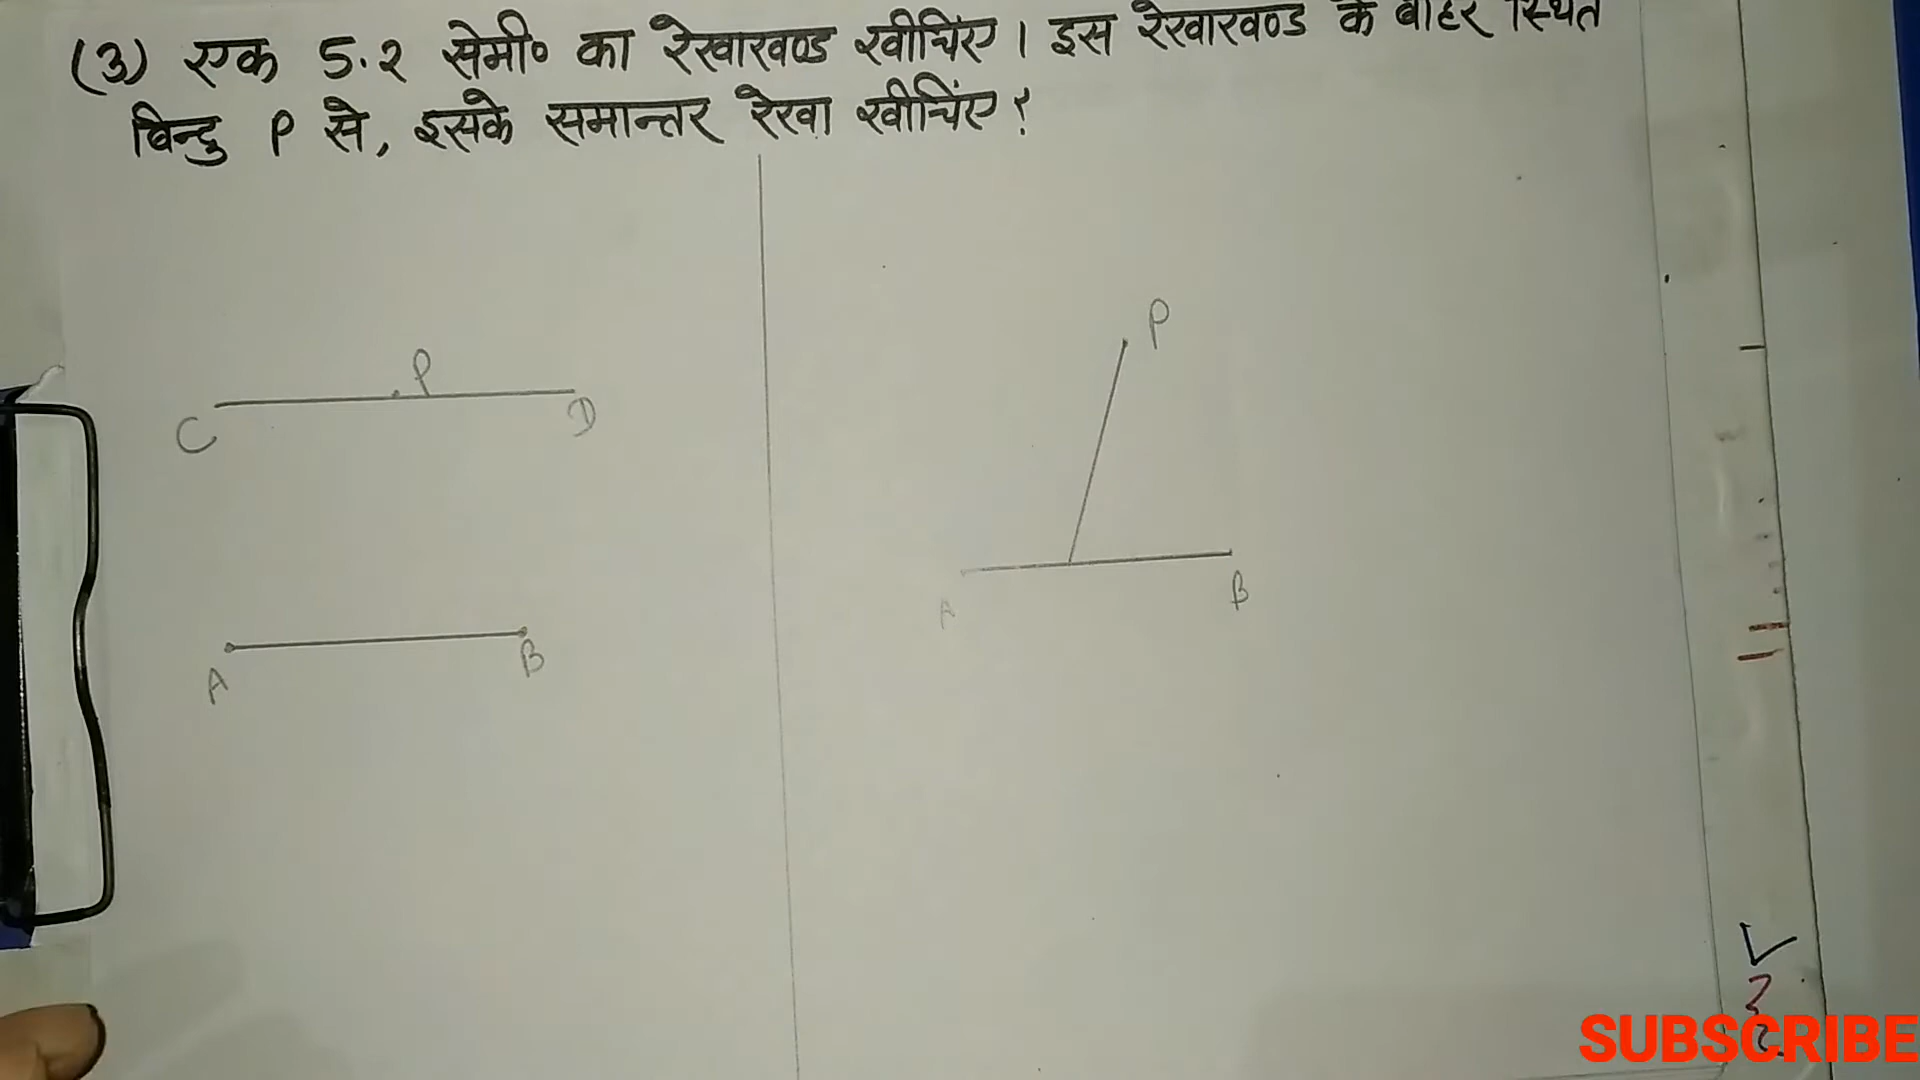 (3) एक 5.2 सेमी० का रेखाखण्ड खींचिए। इस रेखाखण्ड के बाहर स्थित
बिन्दु P से, इसके समान्तर रेखा खींचिए?
P
C D
A B
P
A B
SUBSCRIBE